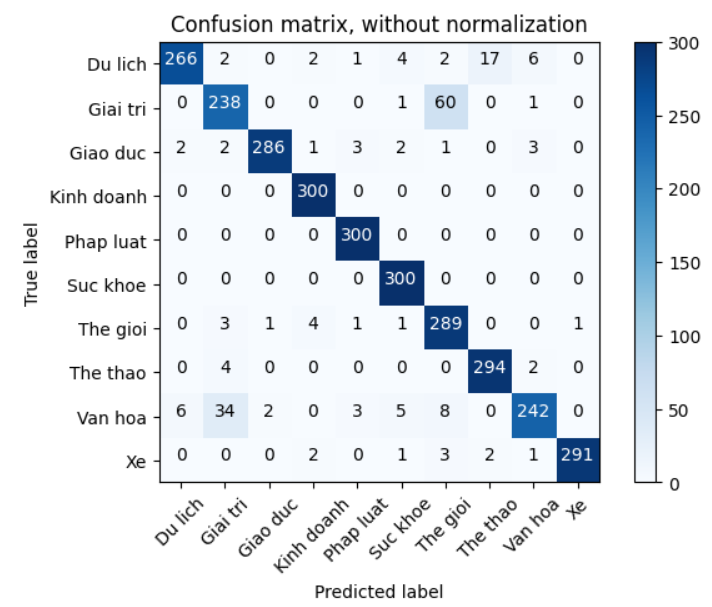 Confusion matrix, without normalization
Du lich 266 2 0 2 1 4 2 17 6 0
Giai tri 0 238 0 0 0 1 60 0 1 0
Giao duc 2 2 286 1 3 2 1 0 3 0
Kinh doanh 0 0 0 300 0 0 0 0 0 0
Phap luat 0 0 0 0 300 0 0 0 0 0
Suc khoe 0 0 0 0 0 300 0 0 0 0
The gioi 0 3 1 4 1 1 289 0 0 1
The thao 0 4 0 0 0 0 0 294 2 0
Van hoa 6 34 2 0 3 5 8 0 242 0
Xe 0 0 0 2 0 1 3 2 1 291
Du lich Giai tri Giao duc Kinh doanh Phap luat Suc khoe The gioi The thao Van hoa Xe
Predicted label
True label
300
250
200
150
100
50
0